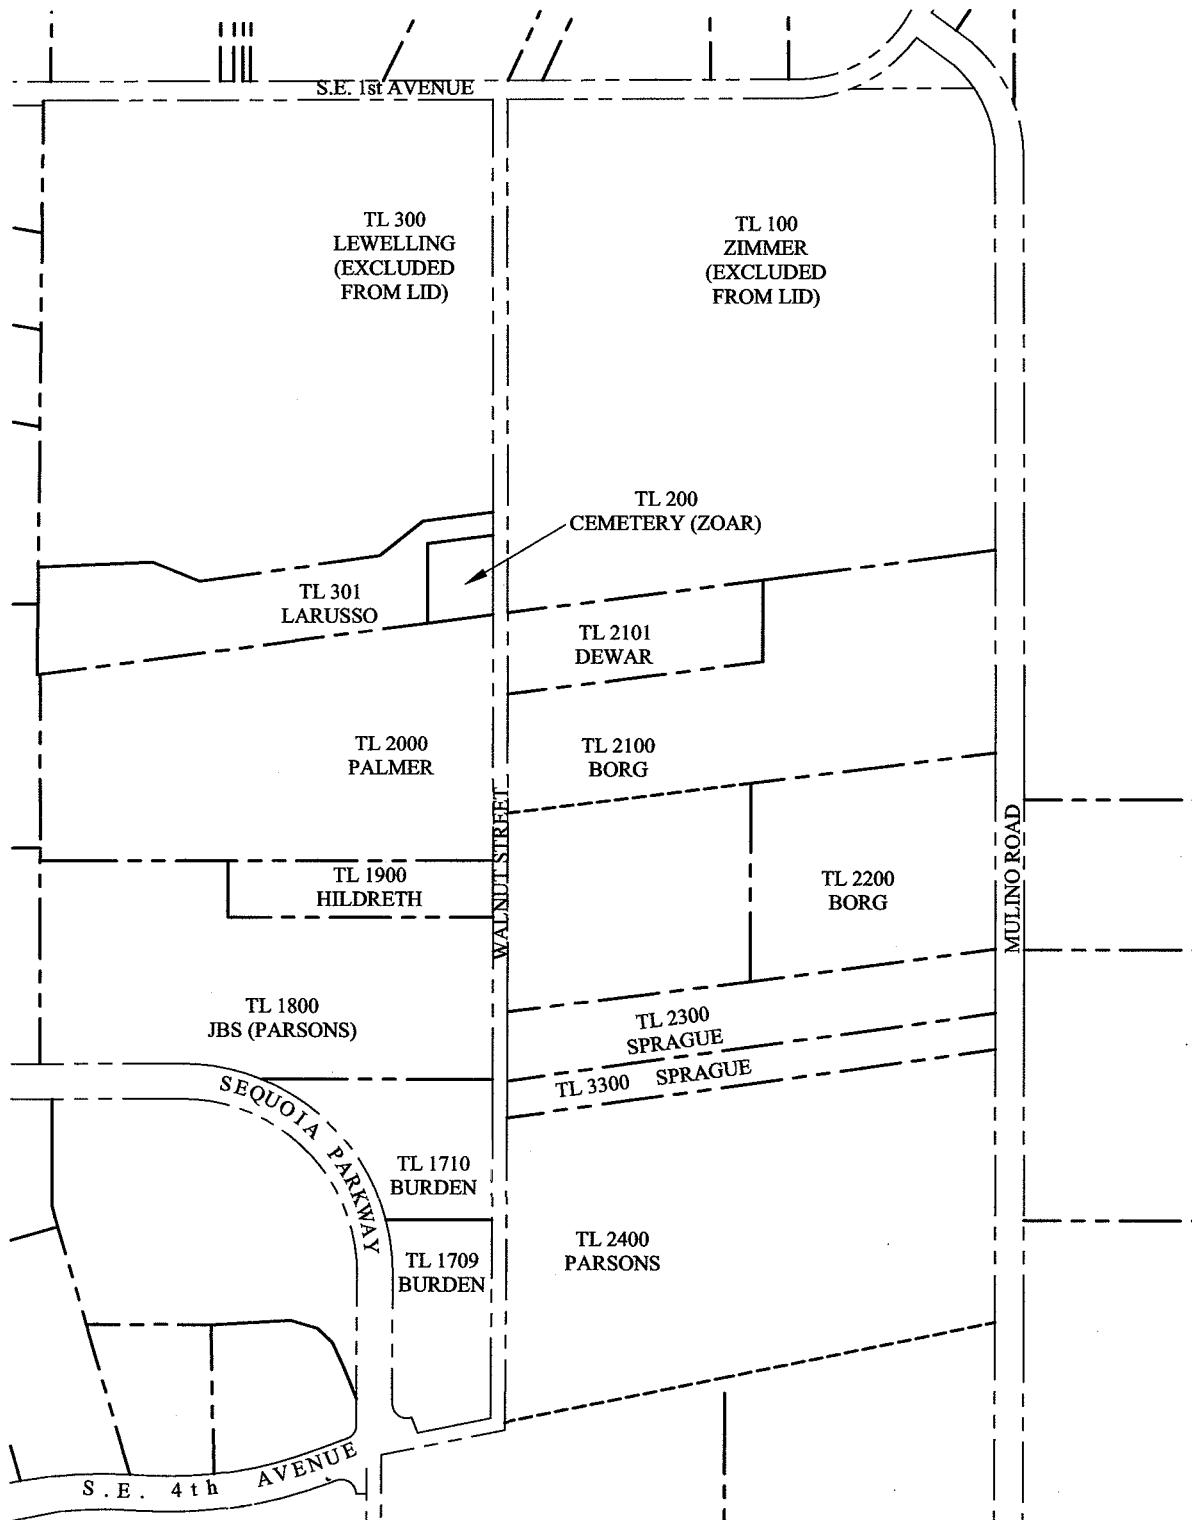 S.E. 1st AVENUE
TL 300
LEWELLING
(EXCLUDED
FROM LID)
TL 100
ZIMMER
(EXCLUDED
FROM LID)
TL 200
CEMETERY (ZOAR)
TL 301
LARUSSO
TL 2101
DEWAR
TL 2000
PALMER
TL 2100
BORG
WALNUT STREET
MULINO ROAD
TL 1900
HILDRETH
TL 2200
BORG
TL 1800
JBS (PARSONS)
TL 2300
SPRAGUE
TL 3300 SPRAGUE
SEQUOIA PARKWAY
TL 1710
BURDEN
TL 1709
BURDEN
TL 2400
PARSONS
S.E. 4th AVENUE